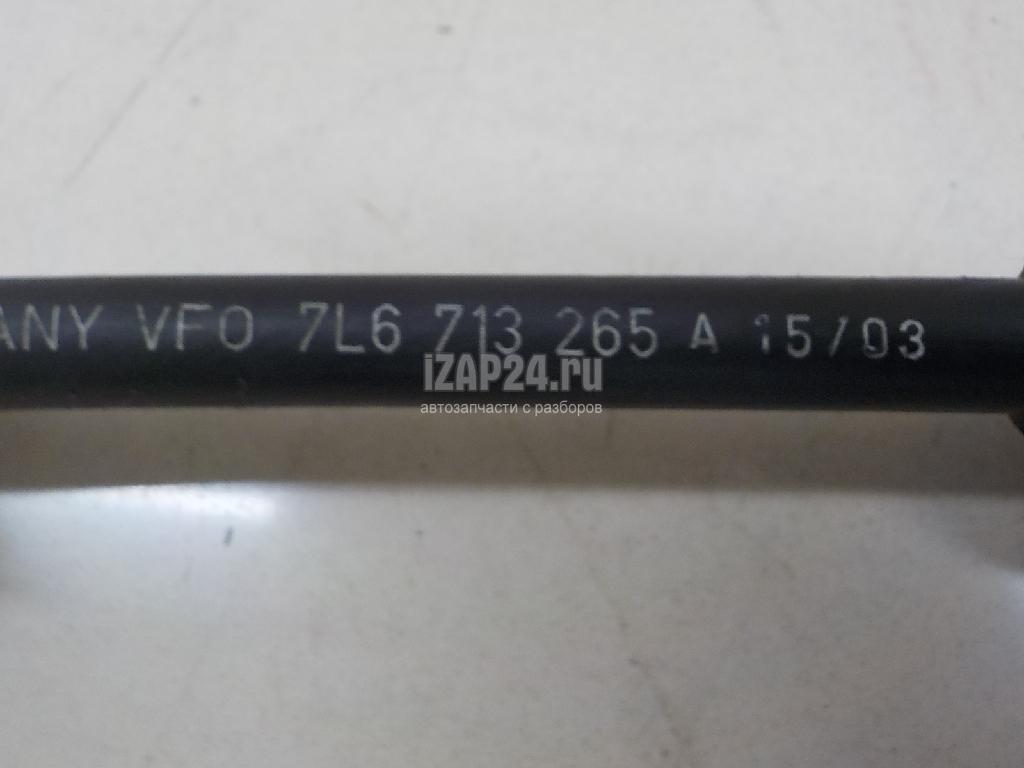 ANY VFO 7L6 713 265 A 15/03
iZAP24.ru
автозапчасти с разборов